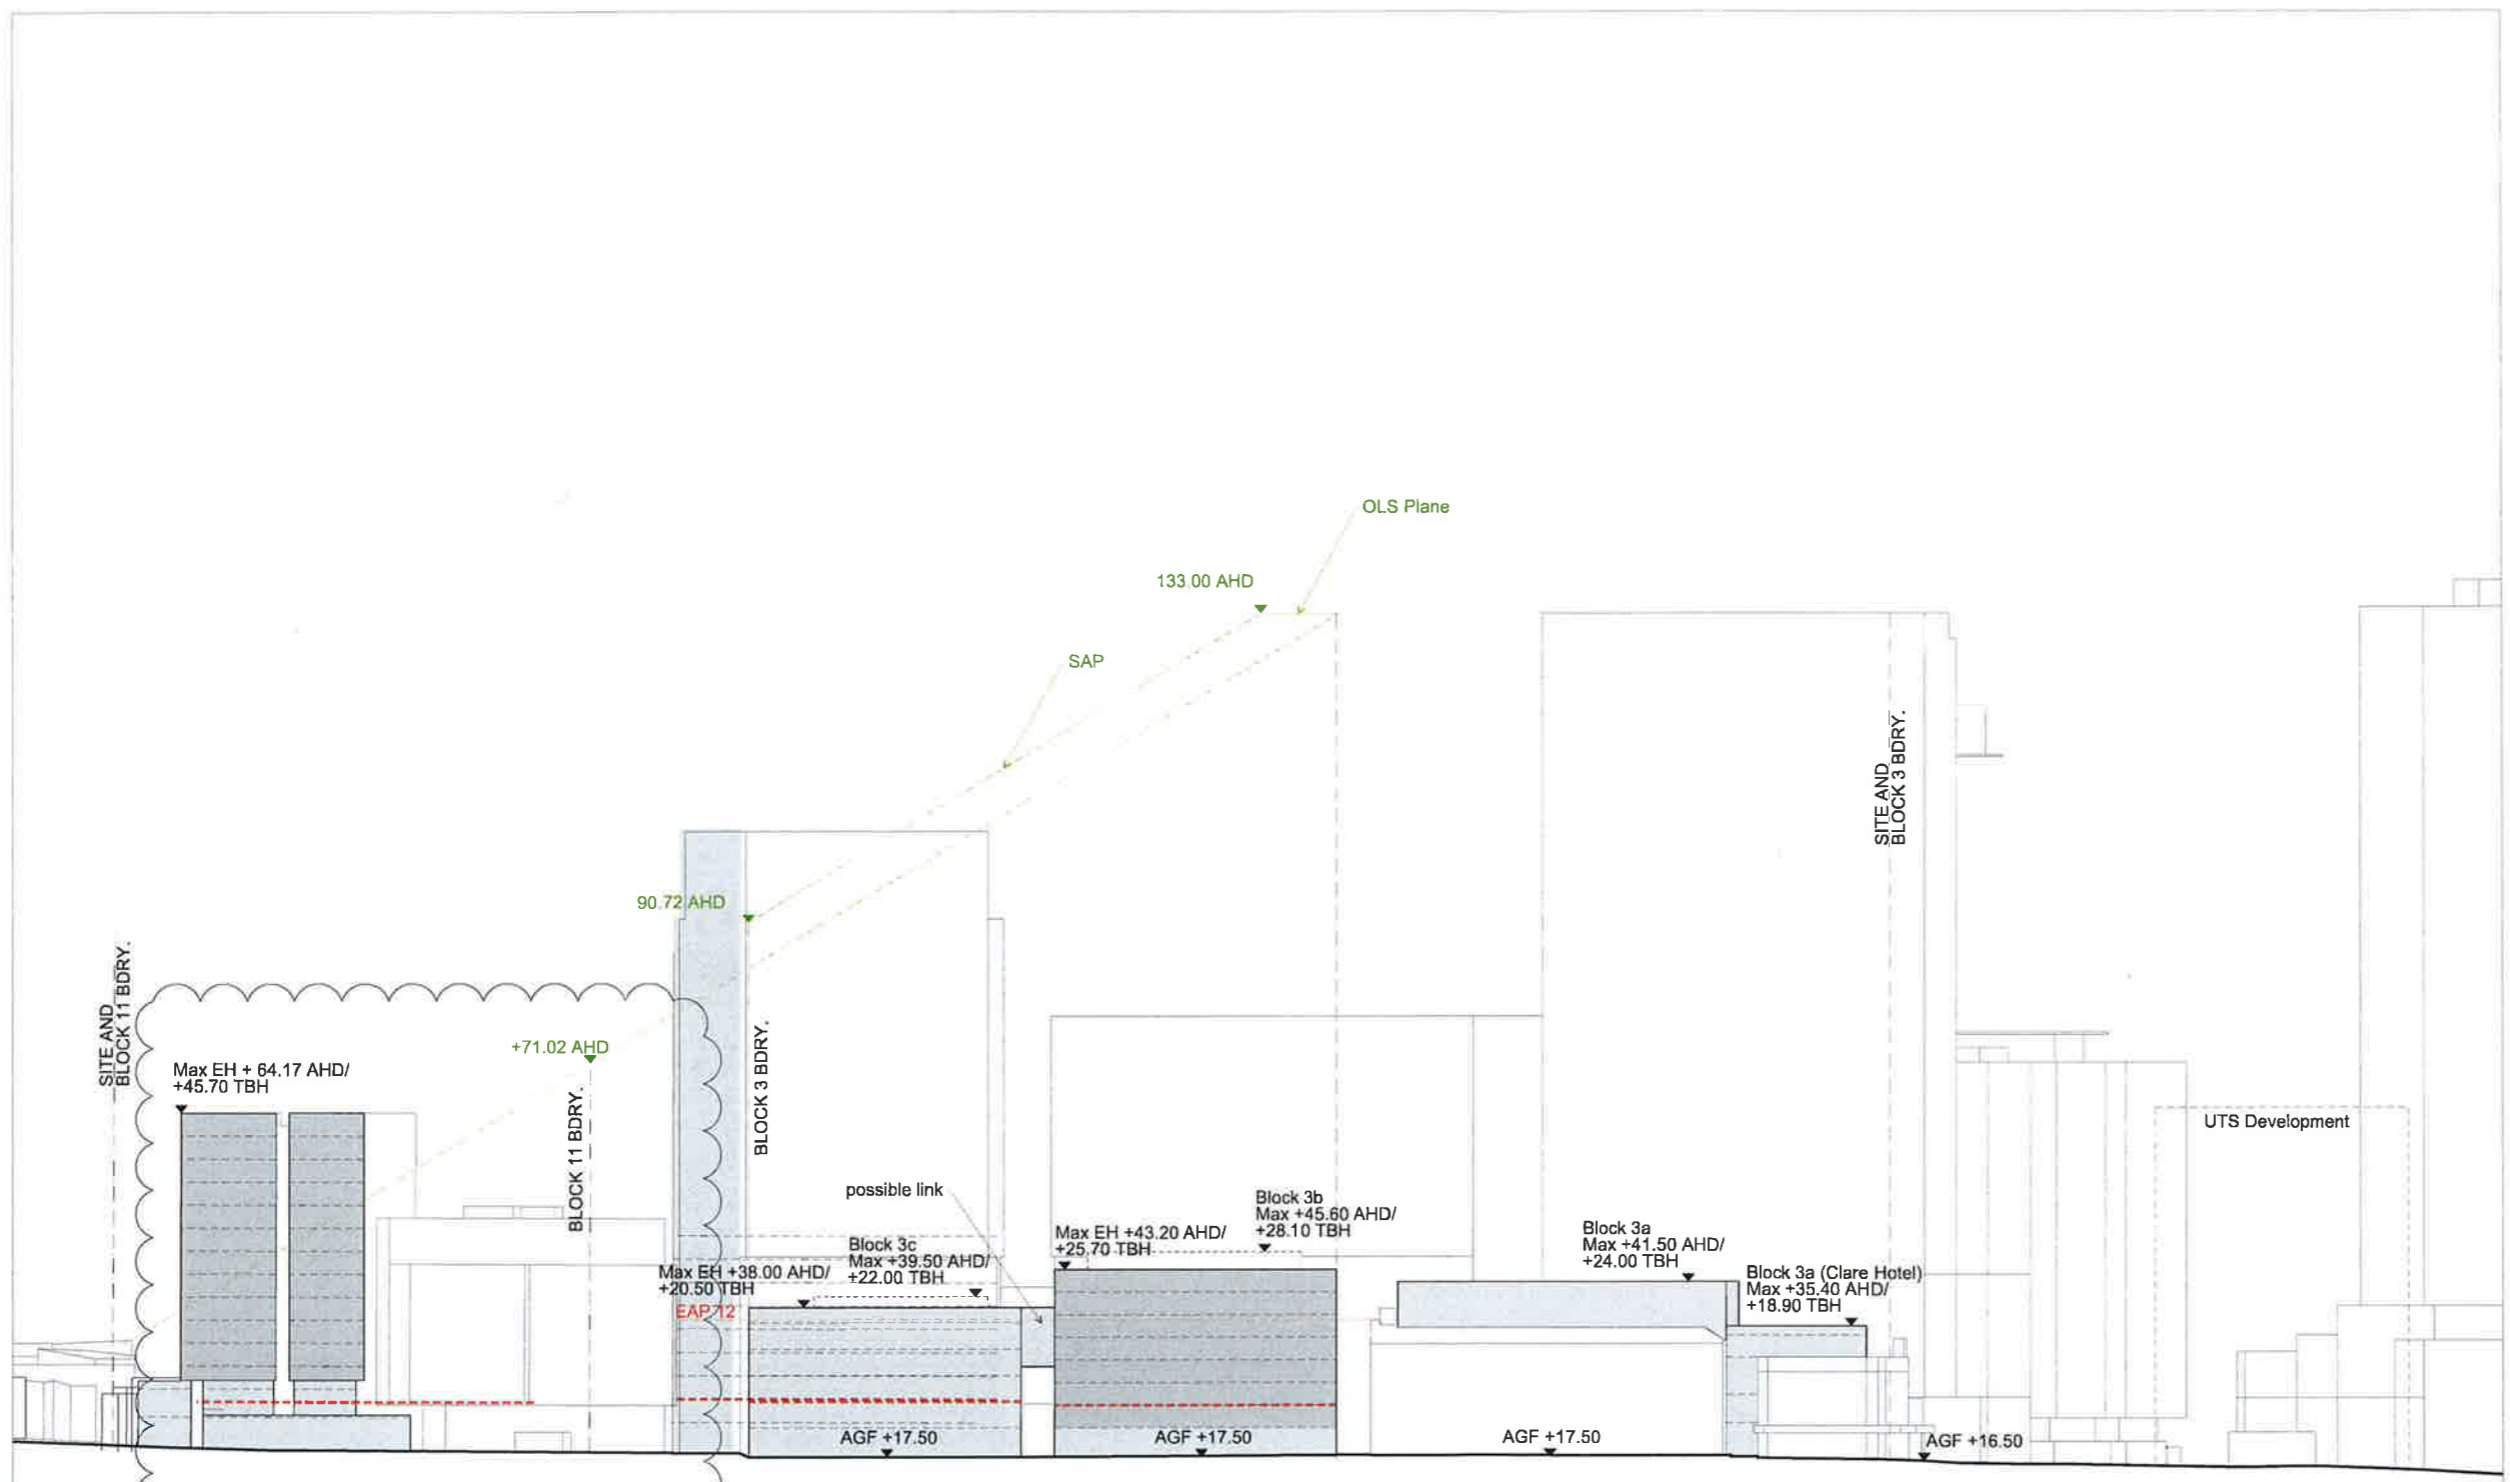 OLS Plane
133.00 AHD
SAP
SITE AND
BLOCK 3 BDRY.
90.72 AHD
SITE AND
BLOCK 11 BDRY.
BLOCK 3 BDRY.
+71.02 AHD
Max EH + 64.17 AHD/
+45.70 TBH
BLOCK 11 BDRY.
UTS Development
possible link
Block 3b
Max +45.60 AHD/
+28.10 TBH
Max EH +43.20 AHD/
+25.70 TBH
Block 3a
Max +41.50 AHD/
+24.00 TBH
Block 3c
Max +39.50 AHD/
+22.00 TBH
Max EH +38.00 AHD/
+20.50 TBH
Block 3a (Clare Hotel)
Max +35.40 AHD/
+18.90 TBH
EAP 12
AGF +17.50
AGF +17.50
AGF +17.50
AGF +16.50